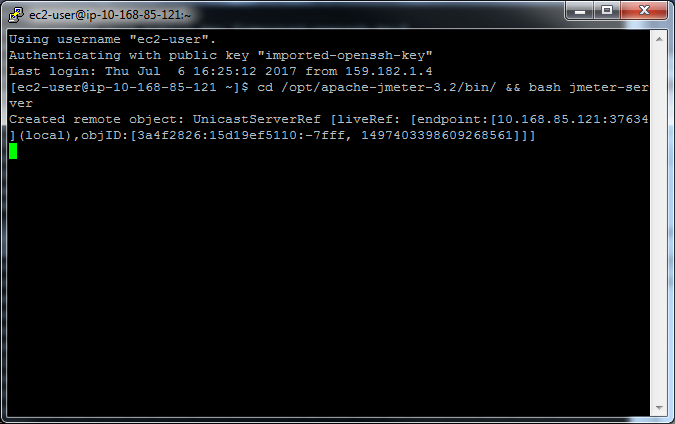 ec2-user@ip-10-168-85-121:~
Using username "ec2-user".
Authenticating with public key "imported-openssh-key"
Last login: Thu Jul  6 16:25:12 2017 from 159.182.1.4
[ec2-user@ip-10-168-85-121 ~]$ cd /opt/apache-jmeter-3.2/bin/ && bash jmeter-ser
ver
Created remote object: UnicastServerRef [liveRef: [endpoint:[10.168.85.121:37634
](local),objID:[3a4f2826:15d19ef5110:-7fff, 1497403398609268561]]]